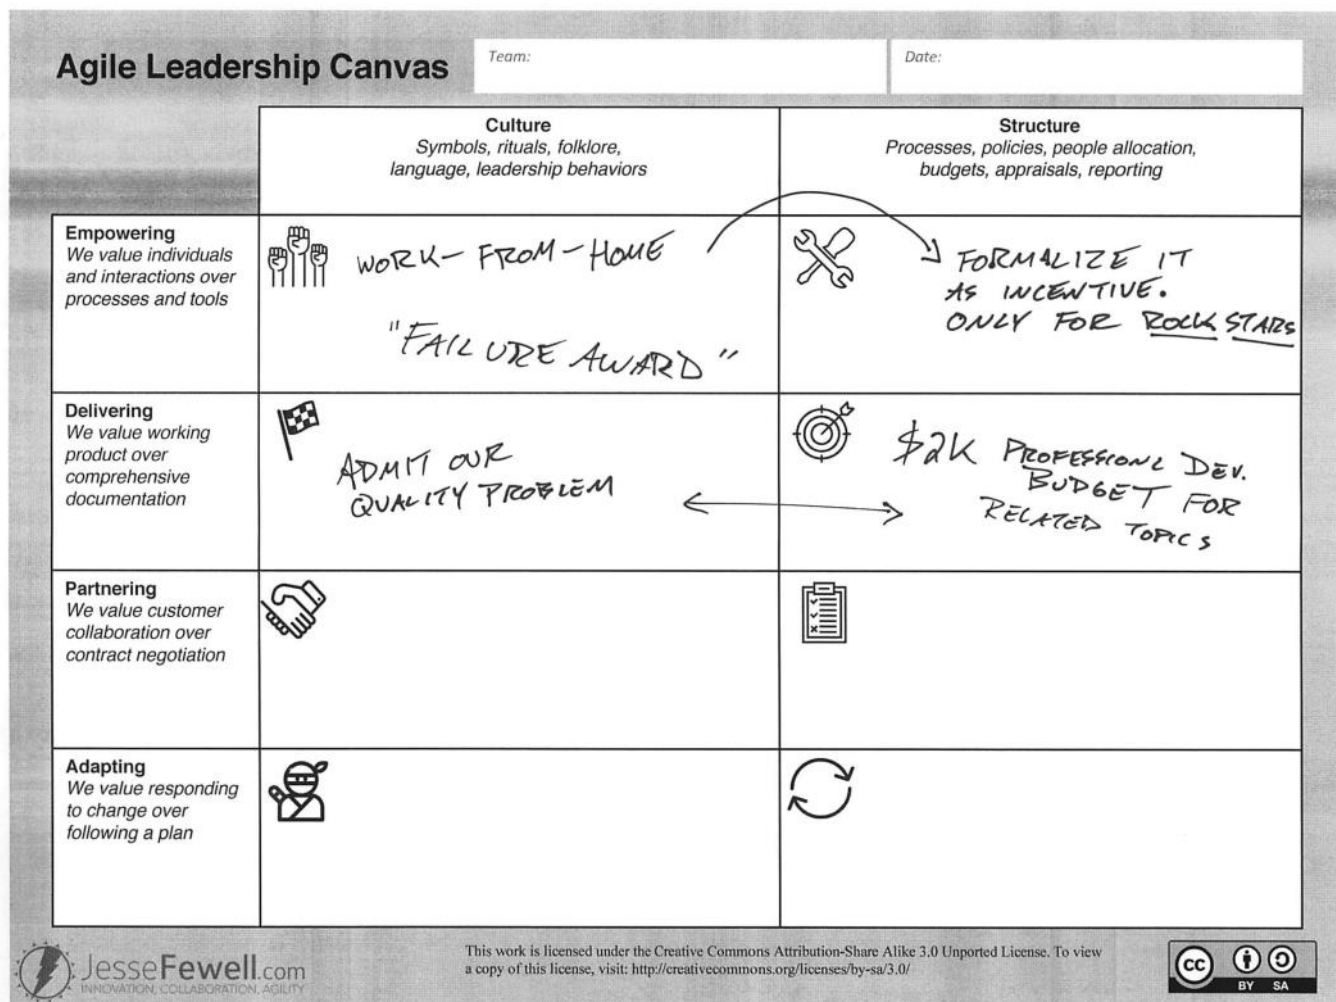 Agile Leadership Canvas
Team:
Date:
Culture
Symbols, rituals, folklore,
language, leadership behaviors
Structure
Processes, policies, people allocation,
budgets, appraisals, reporting
Empowering
We value individuals
and interactions over
processes and tools
WORK-FROM-HOME
"FAILURE AWARD"
FORMALIZE IT
AS INCENTIVE.
ONLY FOR ROCK STARS
Delivering
We value working
product over
comprehensive
documentation
ADMIT OUR
QUALITY PROBLEM
$2K PROFESSIONL DEV.
BUDGET FOR
RELATED TOPICS
Partnering
We value customer
collaboration over
contract negotiation
Adapting
We value responding
to change over
following a plan
JesseFewell.com
INNOVATION, COLLABORATION, AGILITY
This work is licensed under the Creative Commons Attribution-Share Alike 3.0 Unported License. To view
a copy of this license, visit: http://creativecommons.org/licenses/by-sa/3.0/
CC
BY SA